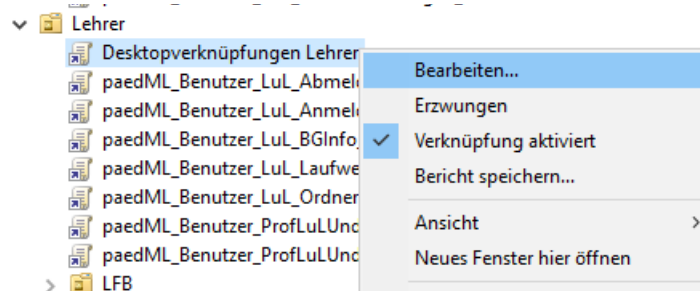 Lehrer
Desktopverknüpfungen Lehrer
paedML_Benutzer_LuL_Abmel
paedML_Benutzer_LuL_Anmel
paedML_Benutzer_LuL_BGInfo_
paedML_Benutzer_LuL_Laufwe
paedML_Benutzer_LuL_Ordner
paedML_Benutzer_ProfLuLUnd
paedML_Benutzer_ProfLuLUnd
LFB
Bearbeiten...
Erzwungen
Verknüpfung aktiviert
Bericht speichern...
Ansicht
Neues Fenster hier öffnen